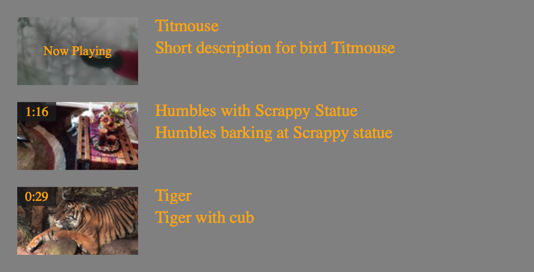 Now Playing
Titmouse
Short description for bird Titmouse
1:16
Humbles with Scrappy Statue
Humbles barking at Scrappy statue
0:29
Tiger
Tiger with cub